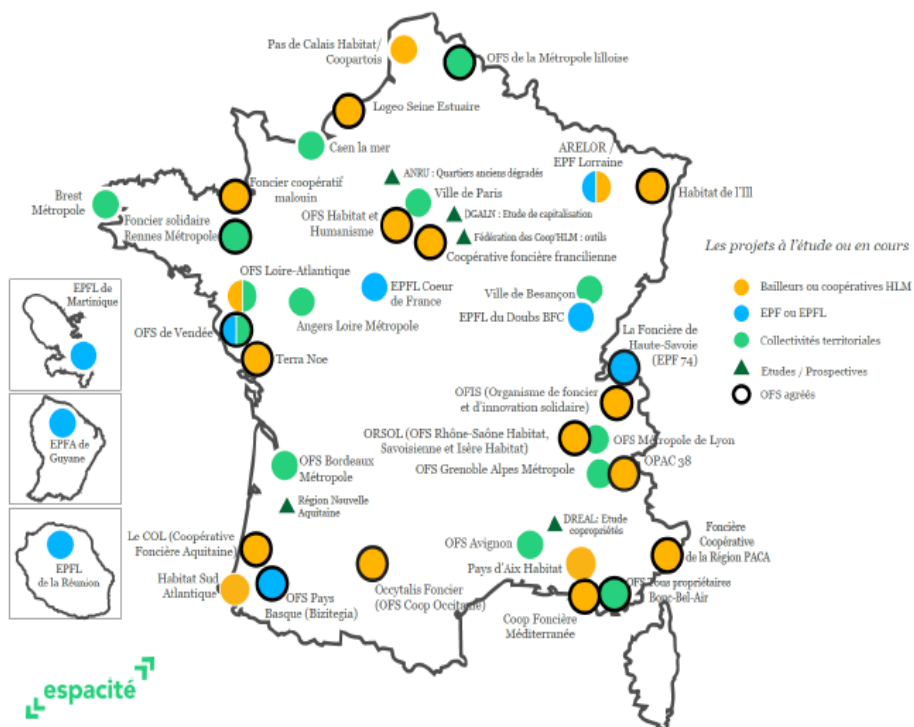 Pas de Calais Habitat/
Coopartois
OFS de la Métropole lilloise
Logeo Seine Estuaire
Caen la mer
ARELOR /
EPF Lorraine
ANRU : Quartiers anciens dégradés
Foncier coopératif
malouin
Ville de Paris
Habitat de l'Ill
Brest
Métropole
DGALN : Etude de capitalisation
Foncier solidaire
Rennes Métropole
OFS Habitat et
Humanisme
Fédération des Coop'HLM : outils
Coopérative foncière francilienne
Les projets à l'étude ou en cours
Bailleurs ou coopératives HLM
EPF ou EPFL
Collectivités territoriales
Etudes / Prospectives
OFS agréés
EPFL de
Martinique
OFS Loire-Atlantique
EPFL Coeur
de France
Ville de Besançon
Angers Loire Métropole
EPFL du Doubs BFC
OFS de Vendée
La Foncière de
Haute-Savoie
(EPF 74)
Terra Noe
OFIS (Organisme de foncier
et d'innovation solidaire)
EPFA de
Guyane
ORSOL (OFS Rhône-Saône Habitat,
Savoisienne et Isère Habitat)
OFS Métropole de Lyon
OFS Bordeaux
Métropole
OFS Grenoble Alpes Métropole
OPAC 38
Région Nouvelle
Aquitaine
DREAL: Etude
copropriétés
EPFL
de la Réunion
Le COL (Coopérative
Foncière Aquitaine)
OFS Avignon
Foncière
Coopérative
de la Région PACA
Pays d'Aix Habitat
Habitat Sud
Atlantique
OFS Pays
Basque (Bizitegia)
Occytalis Foncier
(OFS Coop Occitanie)
OFS Tous propriétaires
Bouc-Bel-Air
Coop Foncière
Méditerranée
espacité